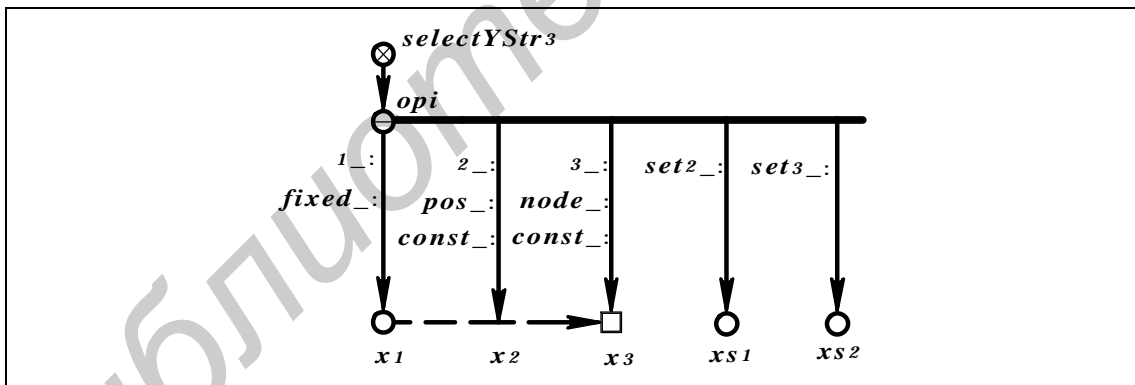 selectYStr3
opi
1_: 2_: 3_: set2_: set3_:
fixed_: pos_: node_:
const_: const_:
x1 x2 x3 xs1 xs2